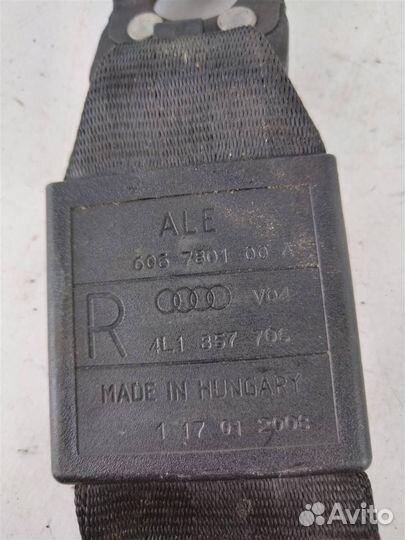 ALE
606 7801 00 A
R
V04
4L1 857 706
MADE IN HUNGARY
1 17 01 2008
Avito